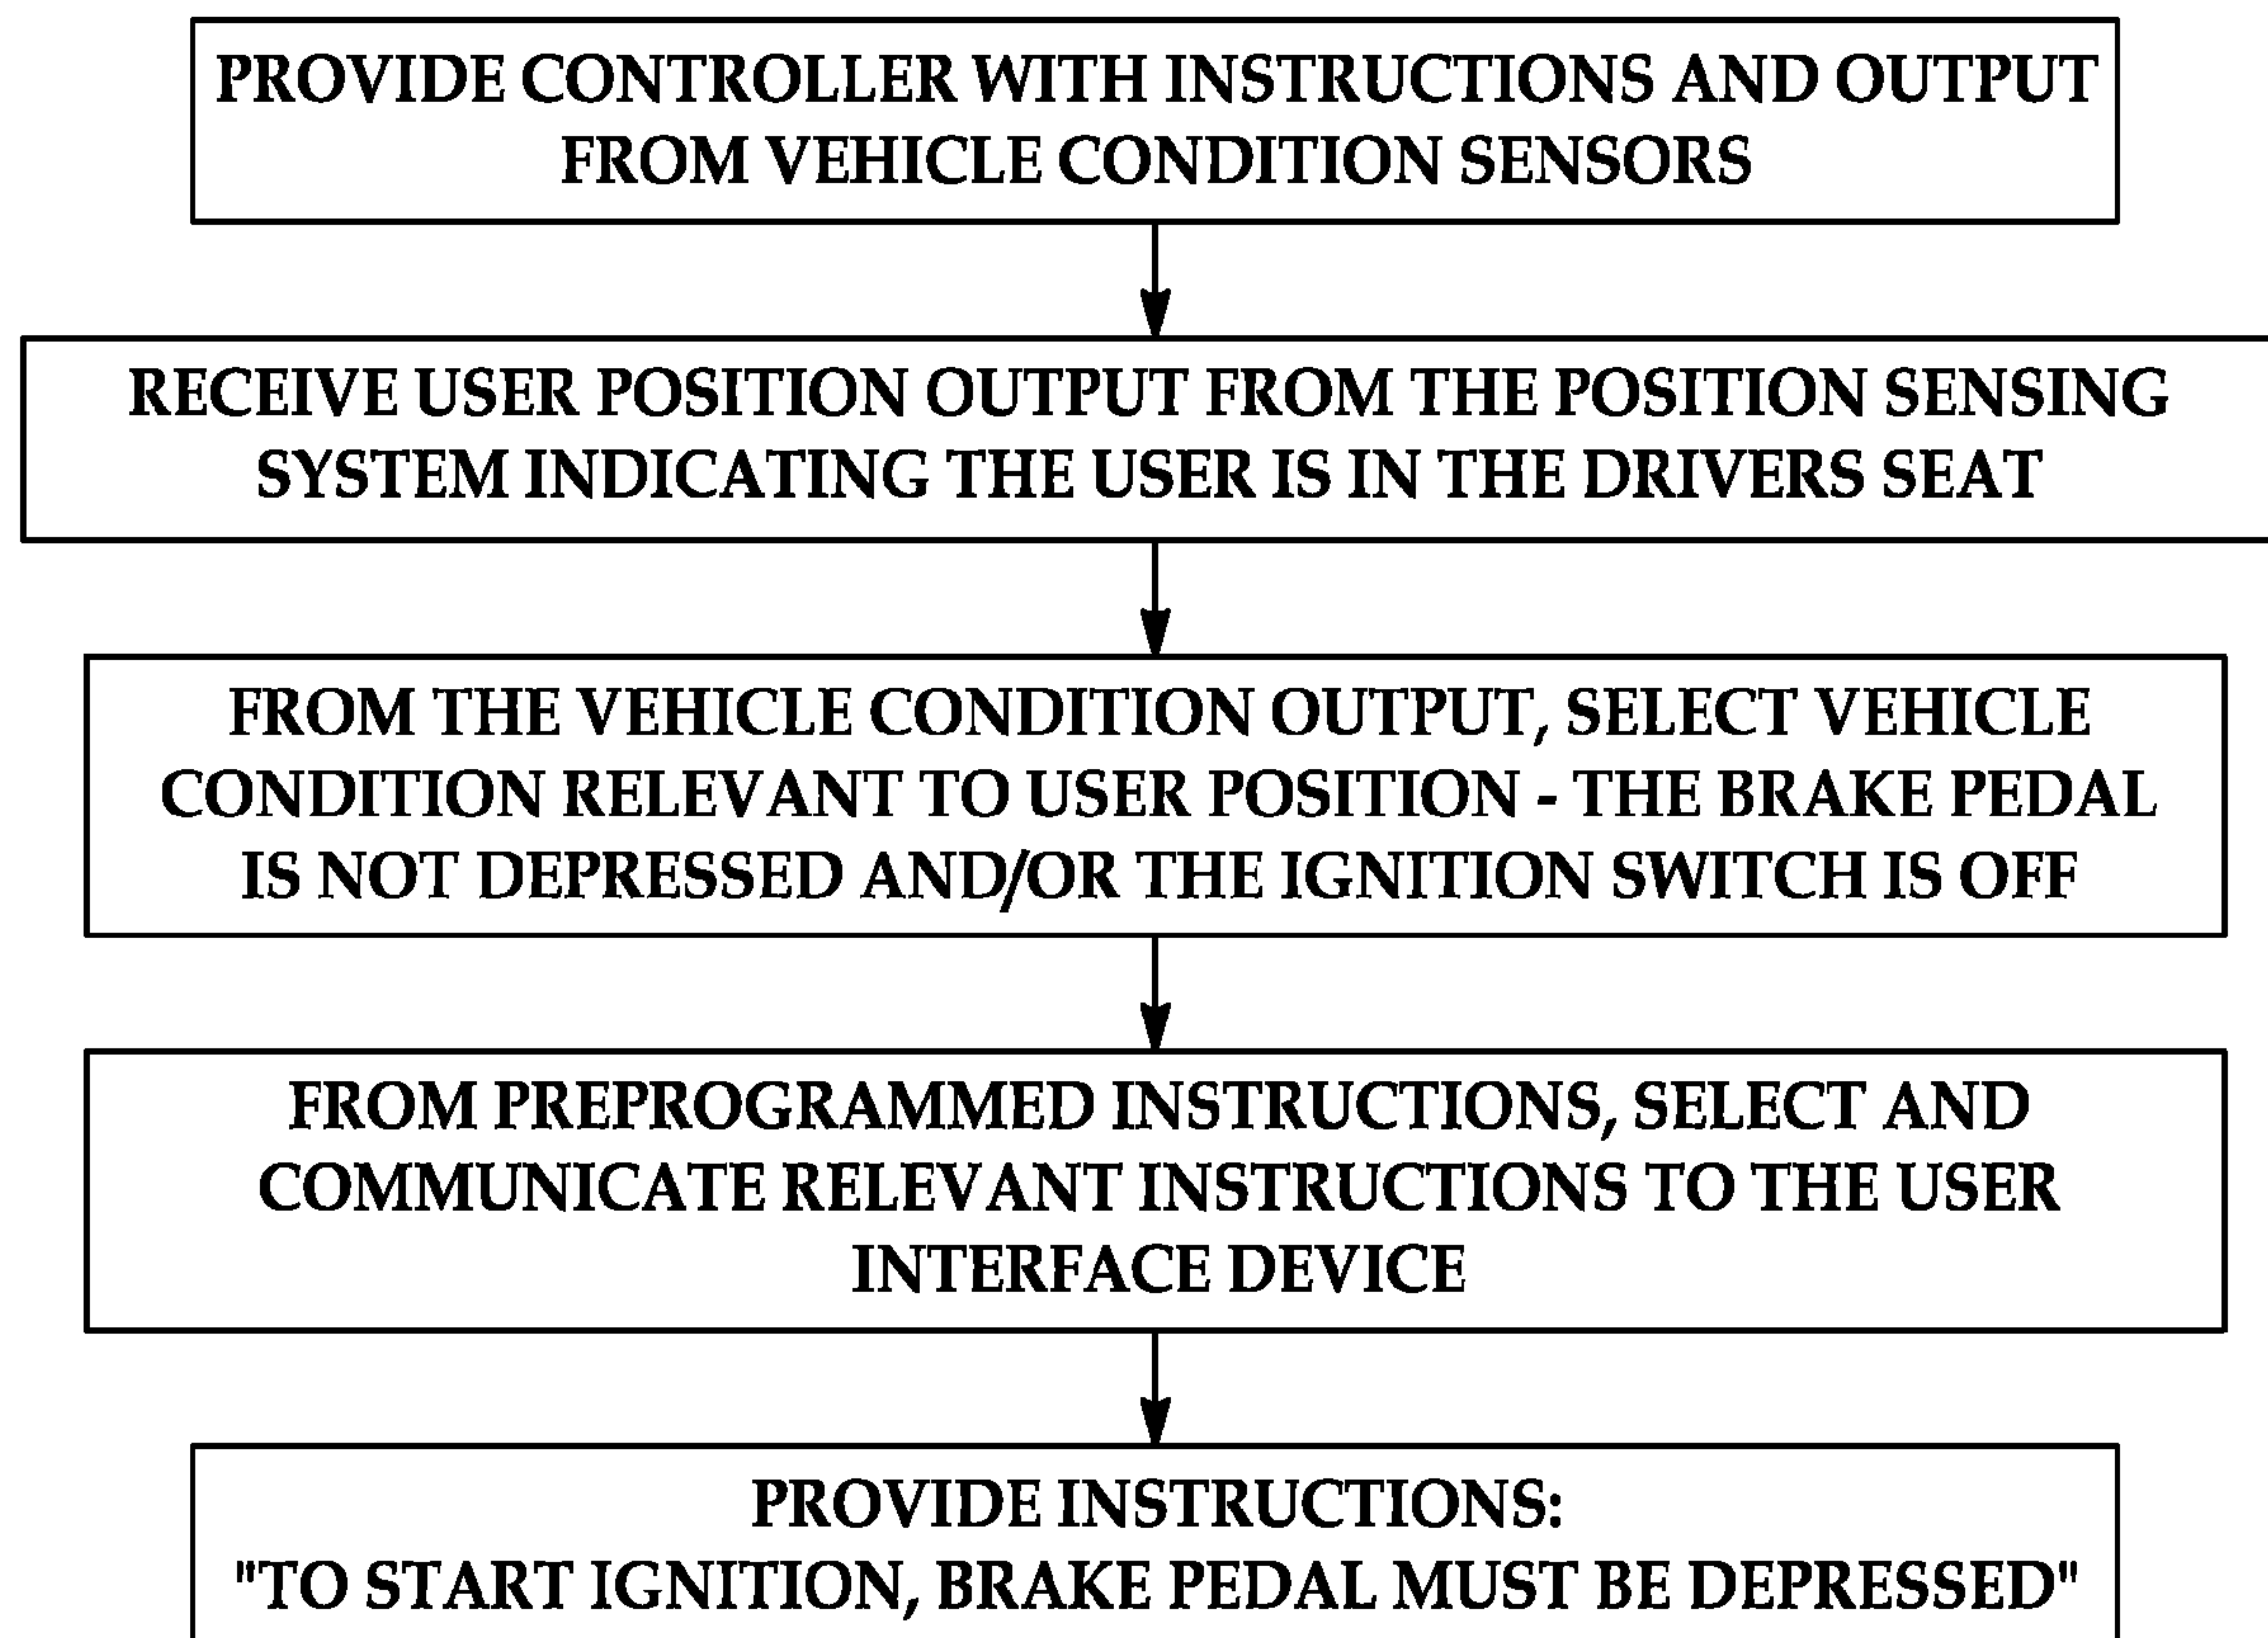 PROVIDE CONTROLLER WITH INSTRUCTIONS AND OUTPUT
FROM VEHICLE CONDITION SENSORS
RECEIVE USER POSITION OUTPUT FROM THE POSITION SENSING
SYSTEM INDICATING THE USER IS IN THE DRIVERS SEAT
FROM THE VEHICLE CONDITION OUTPUT, SELECT VEHICLE
CONDITION RELEVANT TO USER POSITION - THE BRAKE PEDAL
IS NOT DEPRESSED AND/OR THE IGNITION SWITCH IS OFF
FROM PREPROGRAMMED INSTRUCTIONS, SELECT AND
COMMUNICATE RELEVANT INSTRUCTIONS TO THE USER
INTERFACE DEVICE
PROVIDE INSTRUCTIONS:
"TO START IGNITION, BRAKE PEDAL MUST BE DEPRESSED"